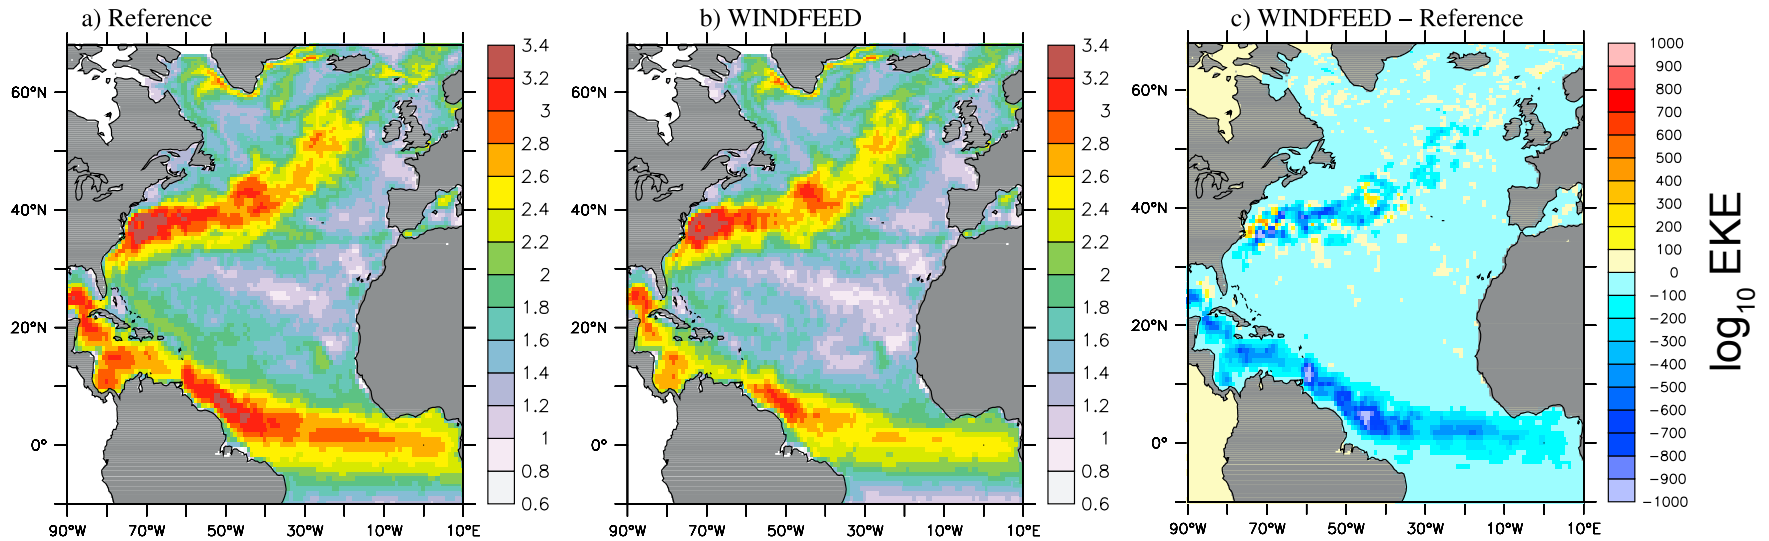 a) Reference
b) WINDFEED
c) WINDFEED – Reference
60°N
40°N
20°N
0°
90°W
70°W
50°W
30°W
10°W
10°E
3.4
3.2
3
2.8
2.6
2.4
2.2
2
1.8
1.6
1.4
1.2
1
0.8
0.6
60°N
40°N
20°N
0°
90°W
70°W
50°W
30°W
10°W
10°E
3.4
3.2
3
2.8
2.6
2.4
2.2
2
1.8
1.6
1.4
1.2
1
0.8
0.6
60°N
40°N
20°N
0°
90°W
70°W
50°W
30°W
10°W
10°E
1000
900
800
700
600
500
400
300
200
100
0
−100
−200
−300
−400
−500
−600
−700
−800
−900
−1000
log₁₀ EKE